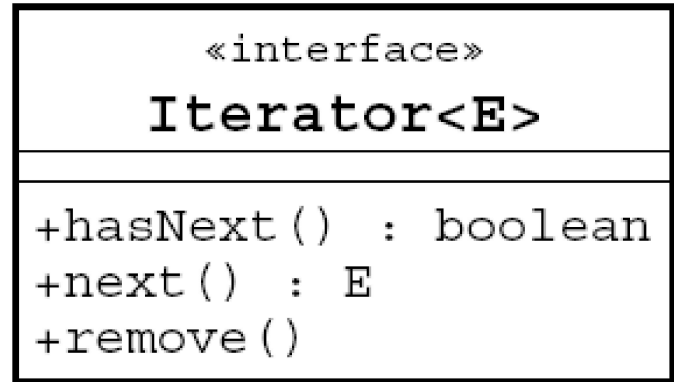 «interface»
Iterator<E>
+hasNext() : boolean
+next() : E
+remove()